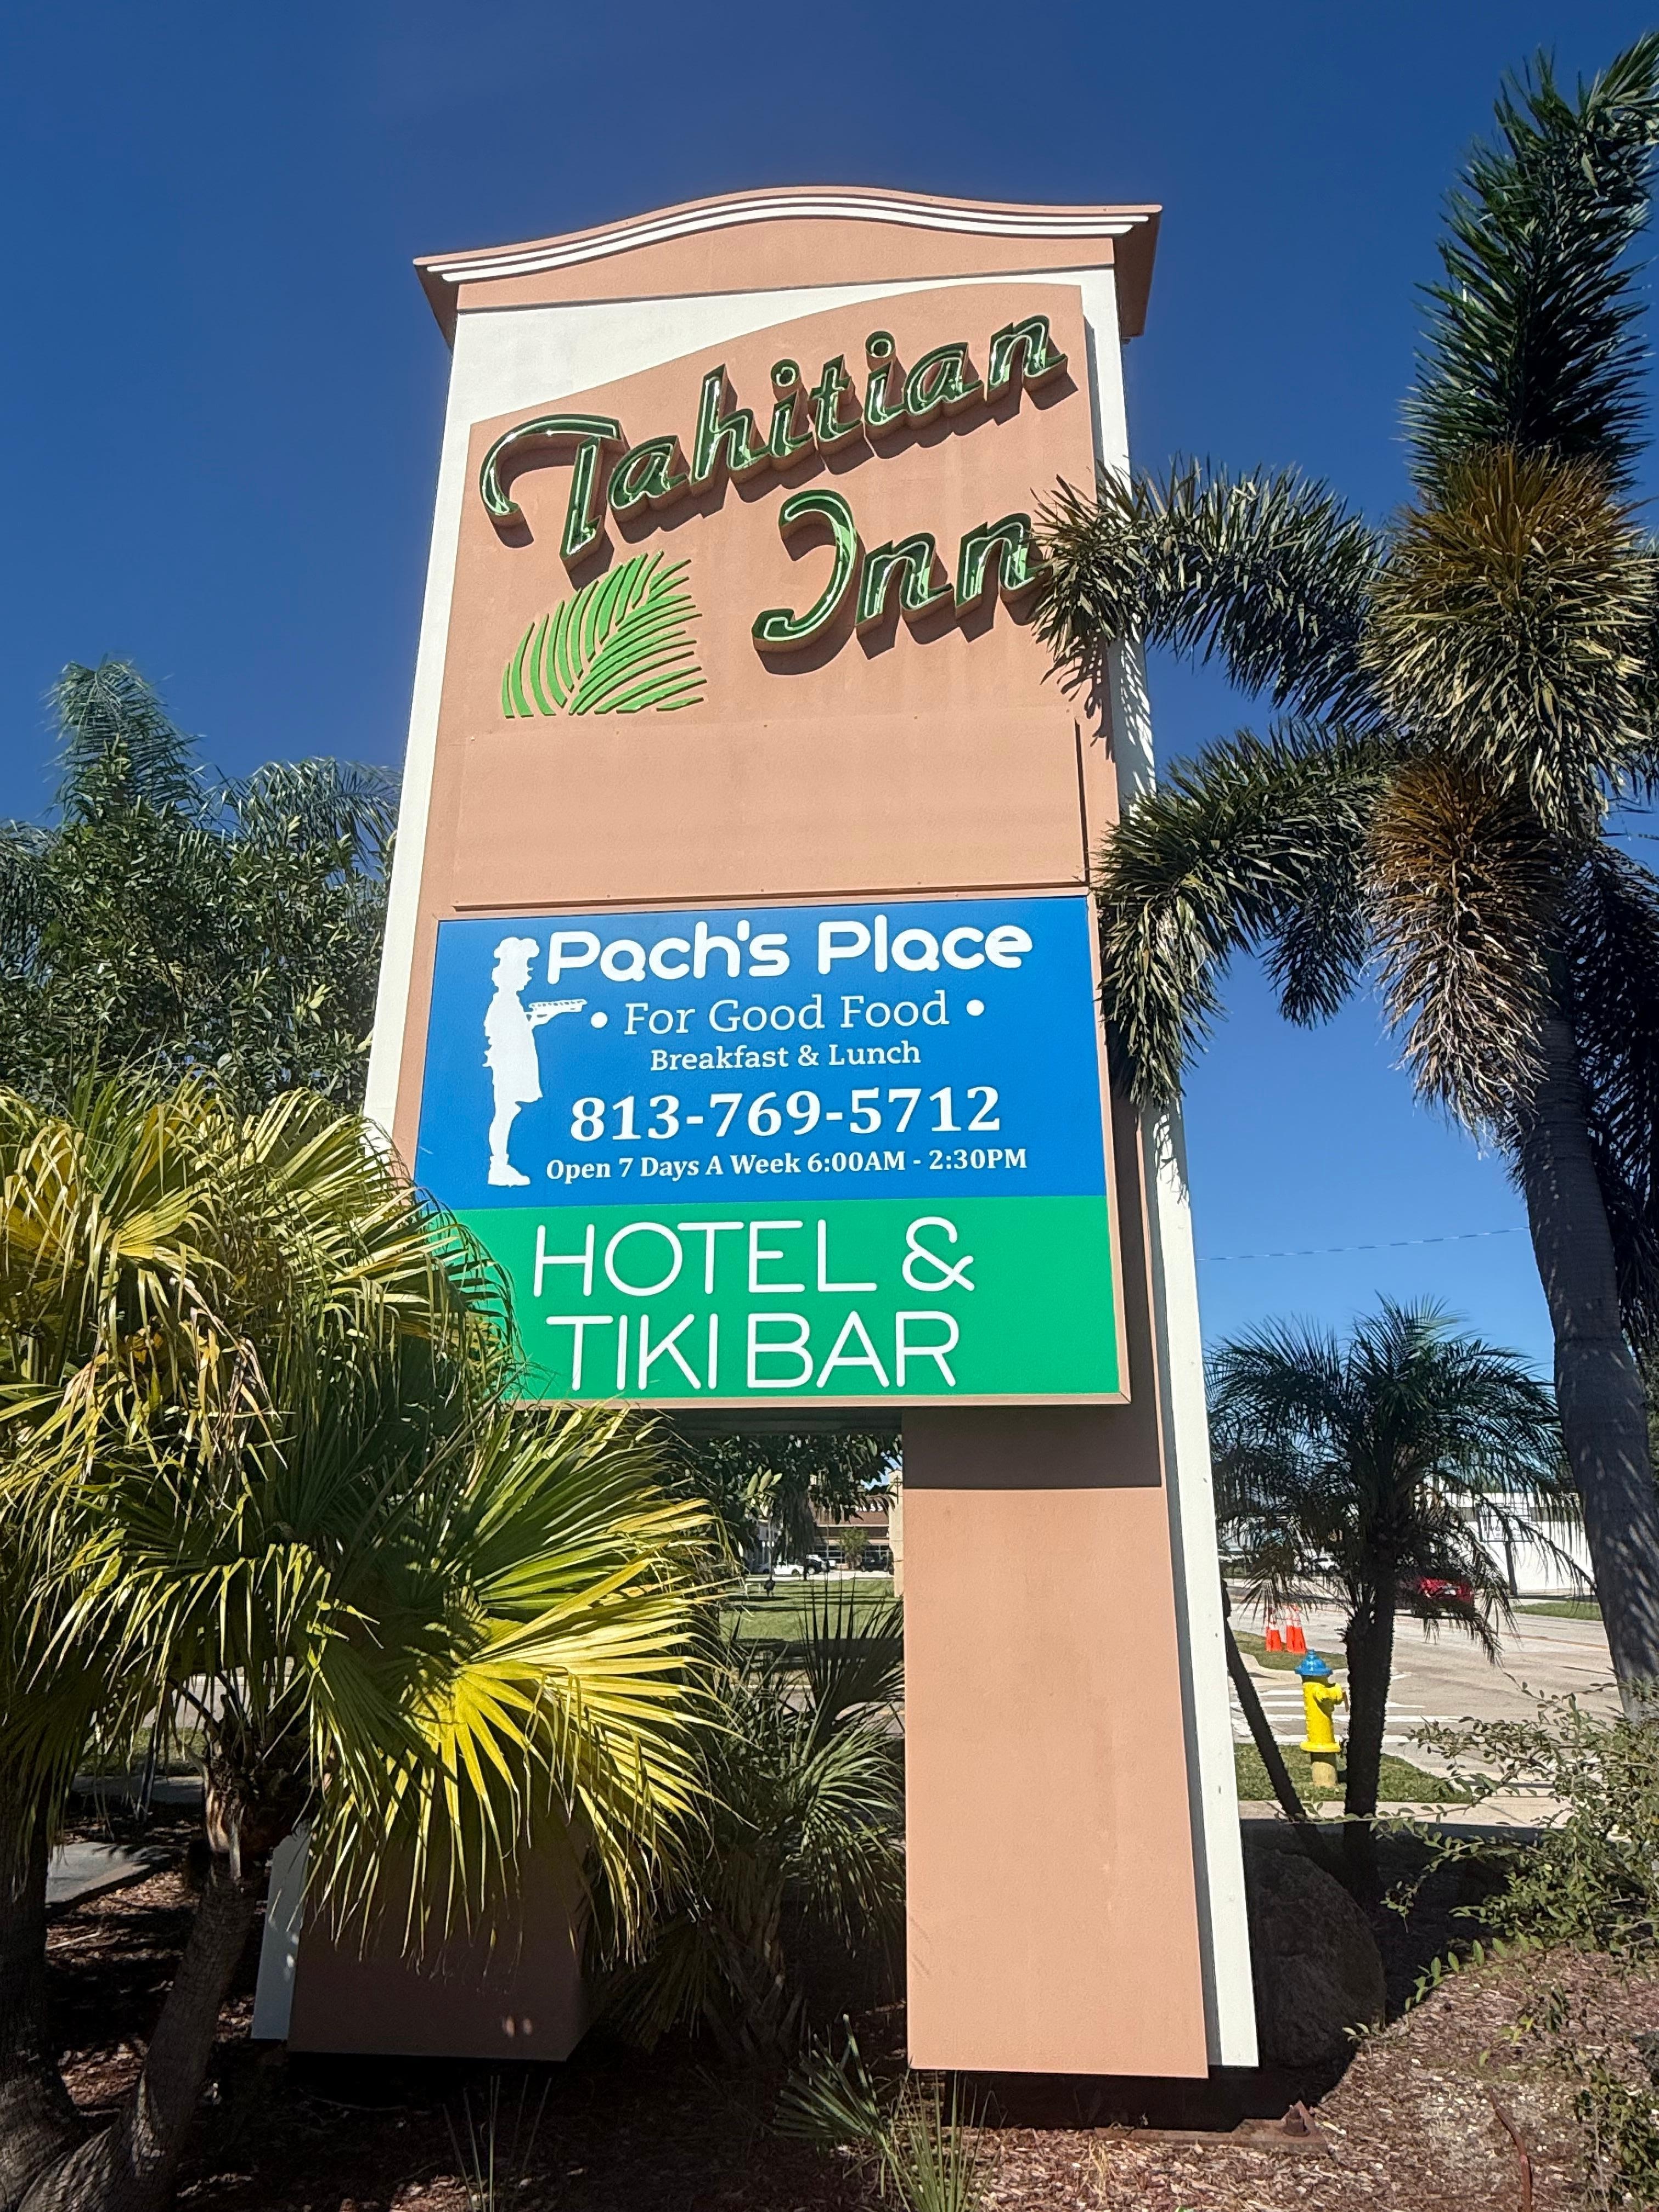 Tahitian
Inn
Pach's Place
• For Good Food •
Breakfast & Lunch
813-769-5712
Open 7 Days A Week 6:00AM - 2:30PM
HOTEL &
TIKI BAR